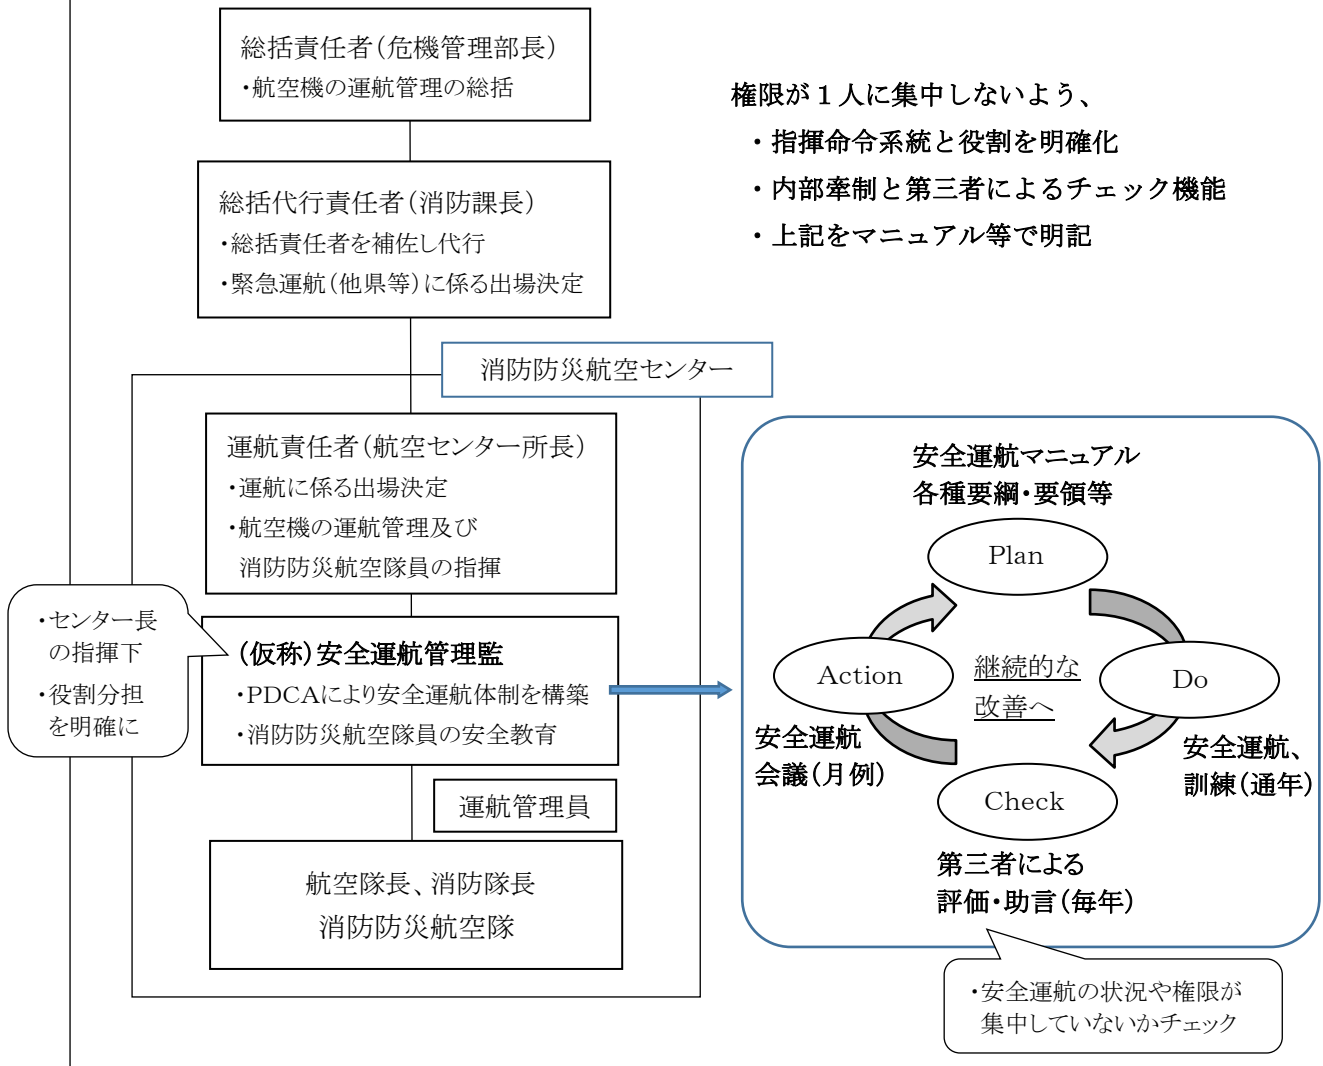 総括責任者（危機管理部長）
・航空機の運航管理の総括
権限が１人に集中しないよう、
・指揮命令系統と役割を明確化
・内部牽制と第三者によるチェック機能
・上記をマニュアル等で明記
総括代行責任者（消防課長）
・総括責任者を補佐し代行
・緊急運航（他県等）に係る出場決定
消防防災航空センター
運航責任者（航空センター所長）
・運航に係る出場決定
・航空機の運航管理及び
消防防災航空隊員の指揮
・センター長
の指揮下
・役割分担
を明確に
（仮称）安全運航管理監
・PDCAにより安全運航体制を構築
・消防防災航空隊員の安全教育
運航管理員
航空隊長、消防隊長
消防防災航空隊
安全運航マニュアル
各種要綱・要領等
Plan
Action
継続的な
改善へ
Do
安全運航
会議（月例）
安全運航、
訓練（通年）
Check
第三者による
評価・助言（毎年）
・安全運航の状況や権限が
集中していないかチェック